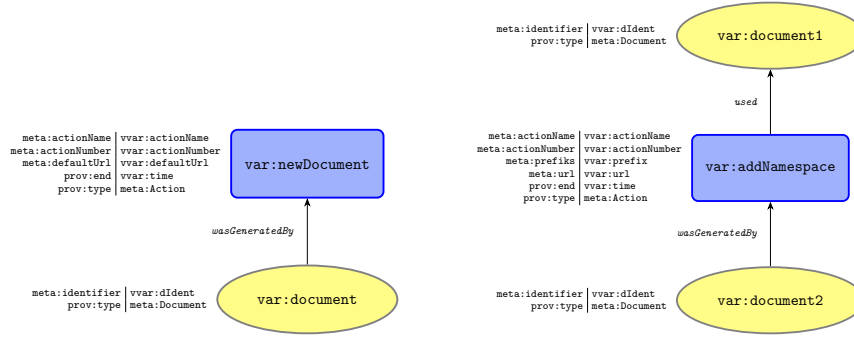 meta:actionName vvar:actionName
meta:actionNumber vvar:actionNumber
meta:defaultUrl vvar:defaultUrl
prov:end vvar:time
prov:type meta:Action
var:newDocument
wasGeneratedBy
meta:identifier vvar:dIdent
prov:type meta:Document
var:document
meta:identifier vvar:dIdent
prov:type meta:Document
var:document1
used
meta:actionName vvar:actionName
meta:actionNumber vvar:actionNumber
meta:prefiks vvar:prefix
meta:url vvar:url
prov:end vvar:time
prov:type meta:Action
var:addNamespace
wasGeneratedBy
meta:identifier vvar:dIdent
prov:type meta:Document
var:document2